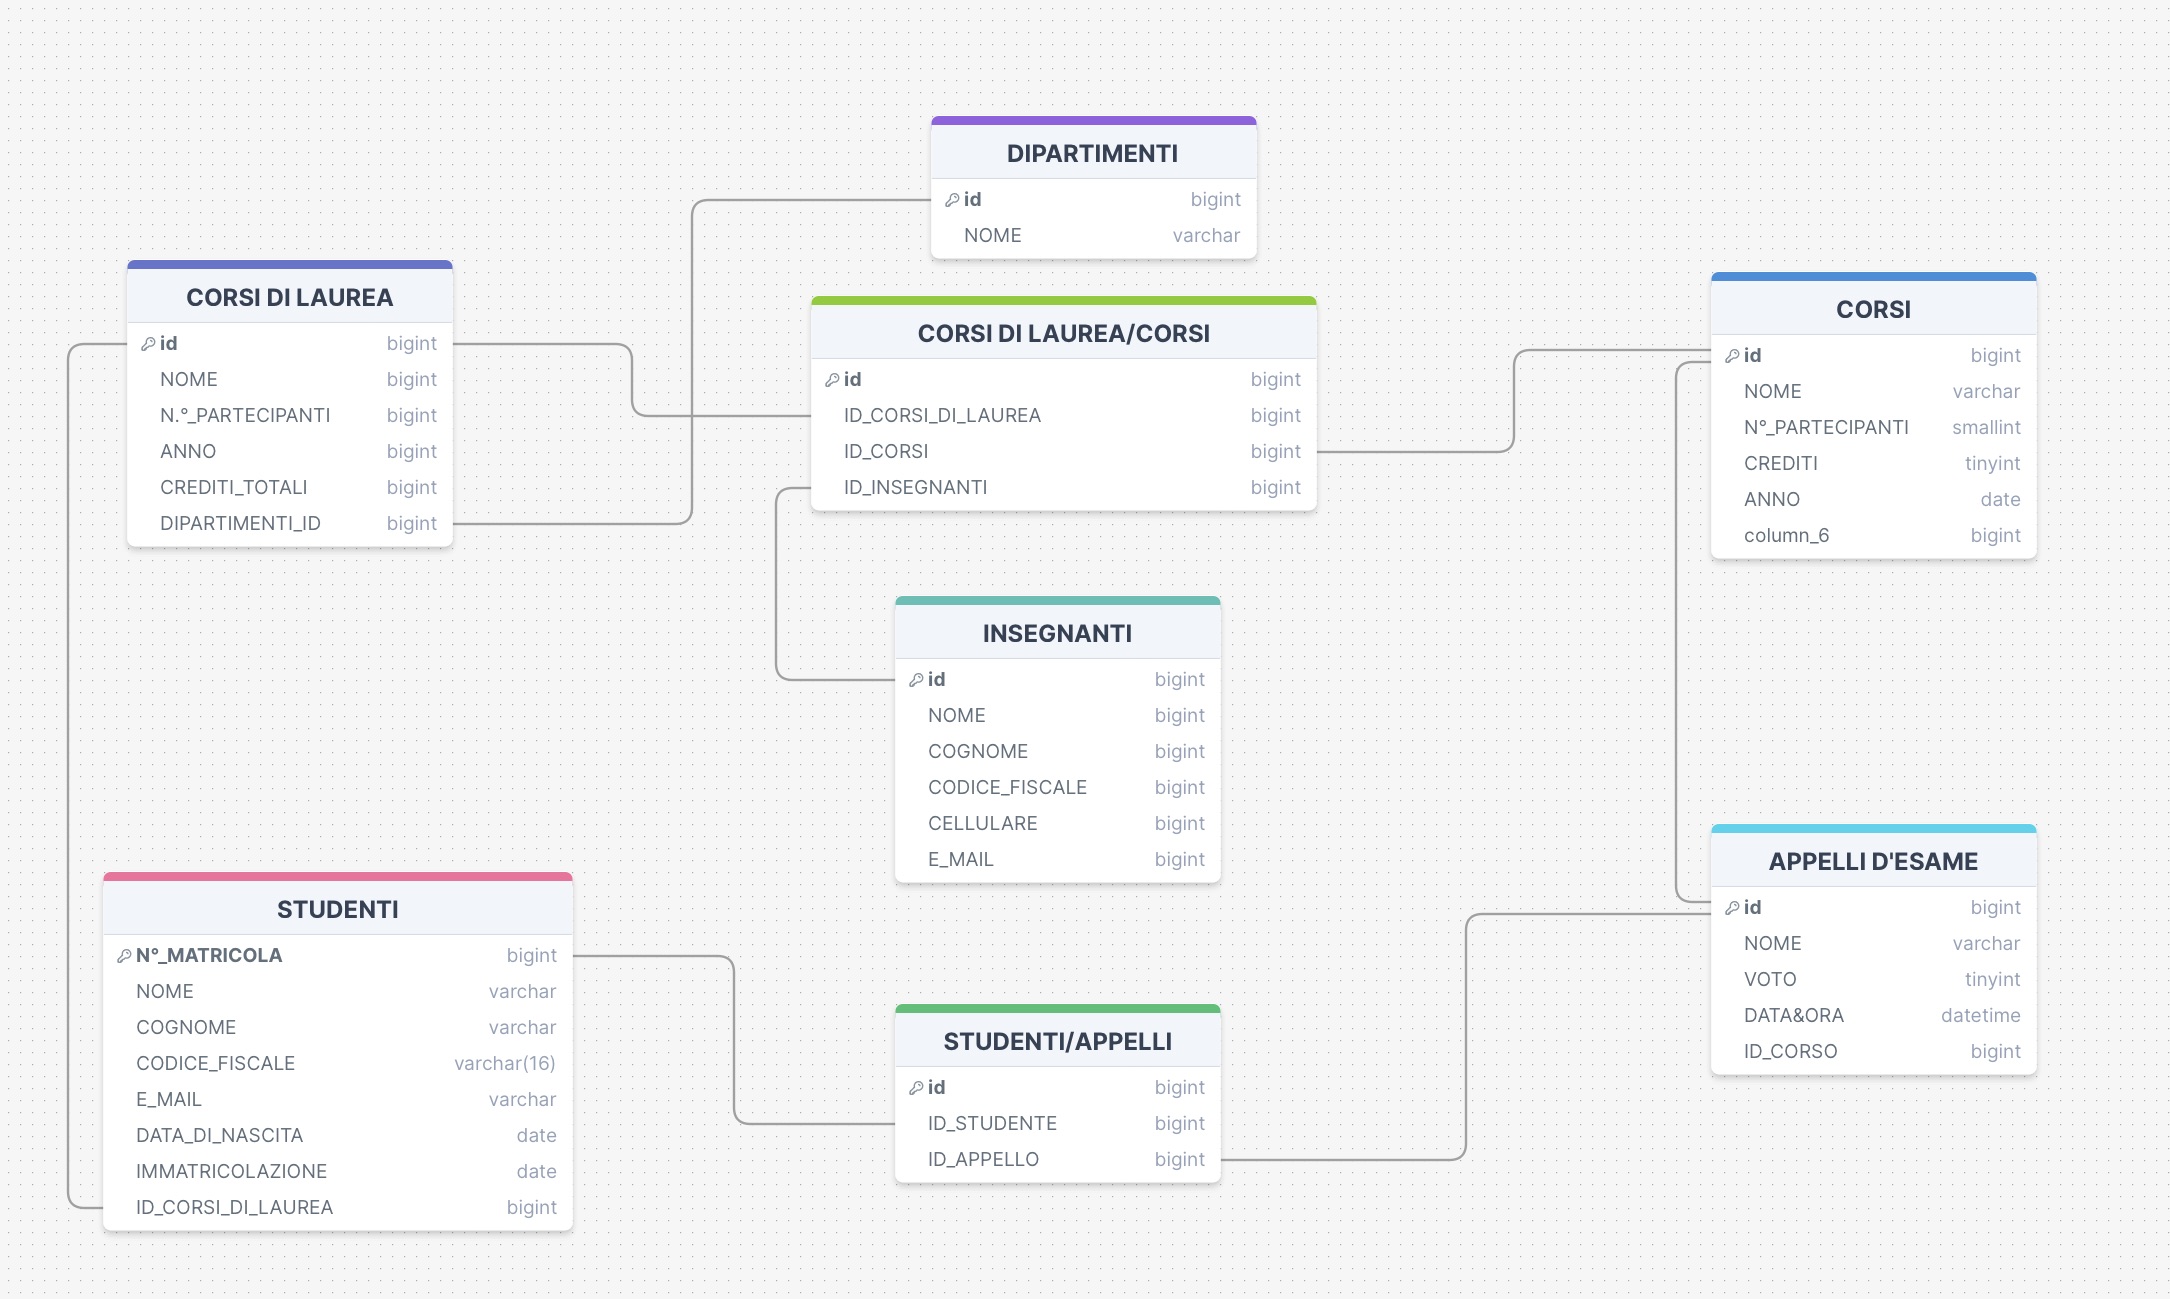 DIPARTIMENTI
id bigint
NOME varchar
CORSI DI LAUREA
id bigint
NOME bigint
N.°_PARTECIPANTI bigint
ANNO bigint
CREDITI_TOTALI bigint
DIPARTIMENTI_ID bigint
CORSI DI LAUREA/CORSI
id bigint
ID_CORSI_DI_LAUREA bigint
ID_CORSI bigint
ID_INSEGNANTI bigint
CORSI
id bigint
NOME varchar
N°_PARTECIPANTI smallint
CREDITI tinyint
ANNO date
column_6 bigint
INSEGNANTI
id bigint
NOME bigint
COGNOME bigint
CODICE_FISCALE bigint
CELLULARE bigint
E_MAIL bigint
STUDENTI
N°_MATRICOLA bigint
NOME varchar
COGNOME varchar
CODICE_FISCALE varchar(16)
E_MAIL varchar
DATA_DI_NASCITA date
IMMATRICOLAZIONE date
ID_CORSI_DI_LAUREA bigint
STUDENTI/APPELLI
id bigint
ID_STUDENTE bigint
ID_APPELLO bigint
APPELLI D'ESAME
id bigint
NOME varchar
VOTO tinyint
DATA&ORA datetime
ID_CORSO bigint